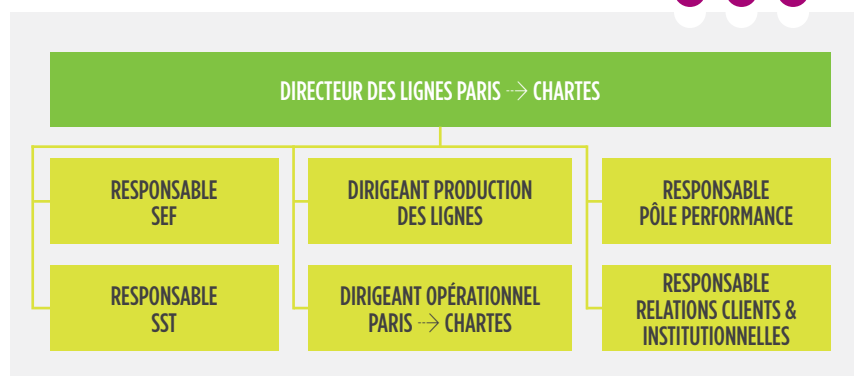 DIRECTEUR DES LIGNES PARIS ⤏ CHARTES
RESPONSABLE
SEF
DIRIGEANT PRODUCTION
DES LIGNES
RESPONSABLE
PÔLE PERFORMANCE
RESPONSABLE
SST
DIRIGEANT OPÉRATIONNEL
PARIS ⤏ CHARTES
RESPONSABLE
RELATIONS CLIENTS &
INSTITUTIONNELLES